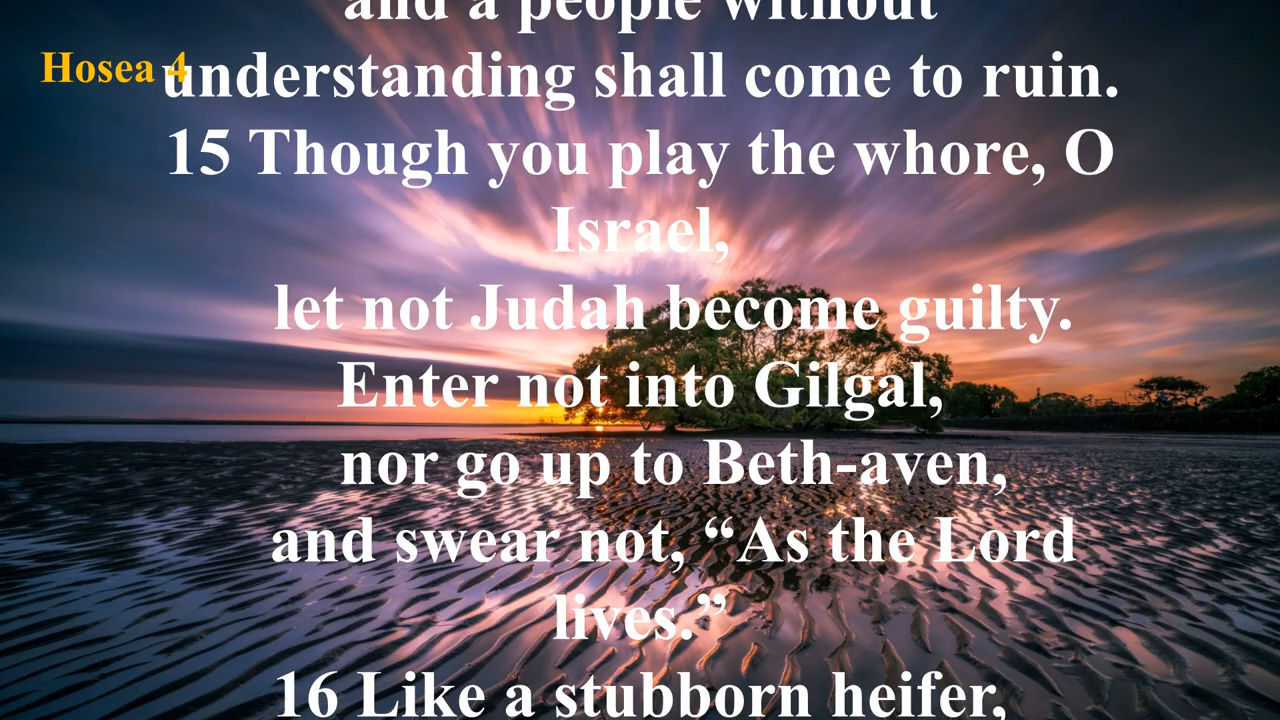 and a people without
Hosea 4
understanding shall come to ruin.
15 Though you play the whore, O
Israel,
let not Judah become guilty.
Enter not into Gilgal,
nor go up to Beth-aven,
and swear not, “As the Lord
lives.”
16 Like a stubborn heifer,